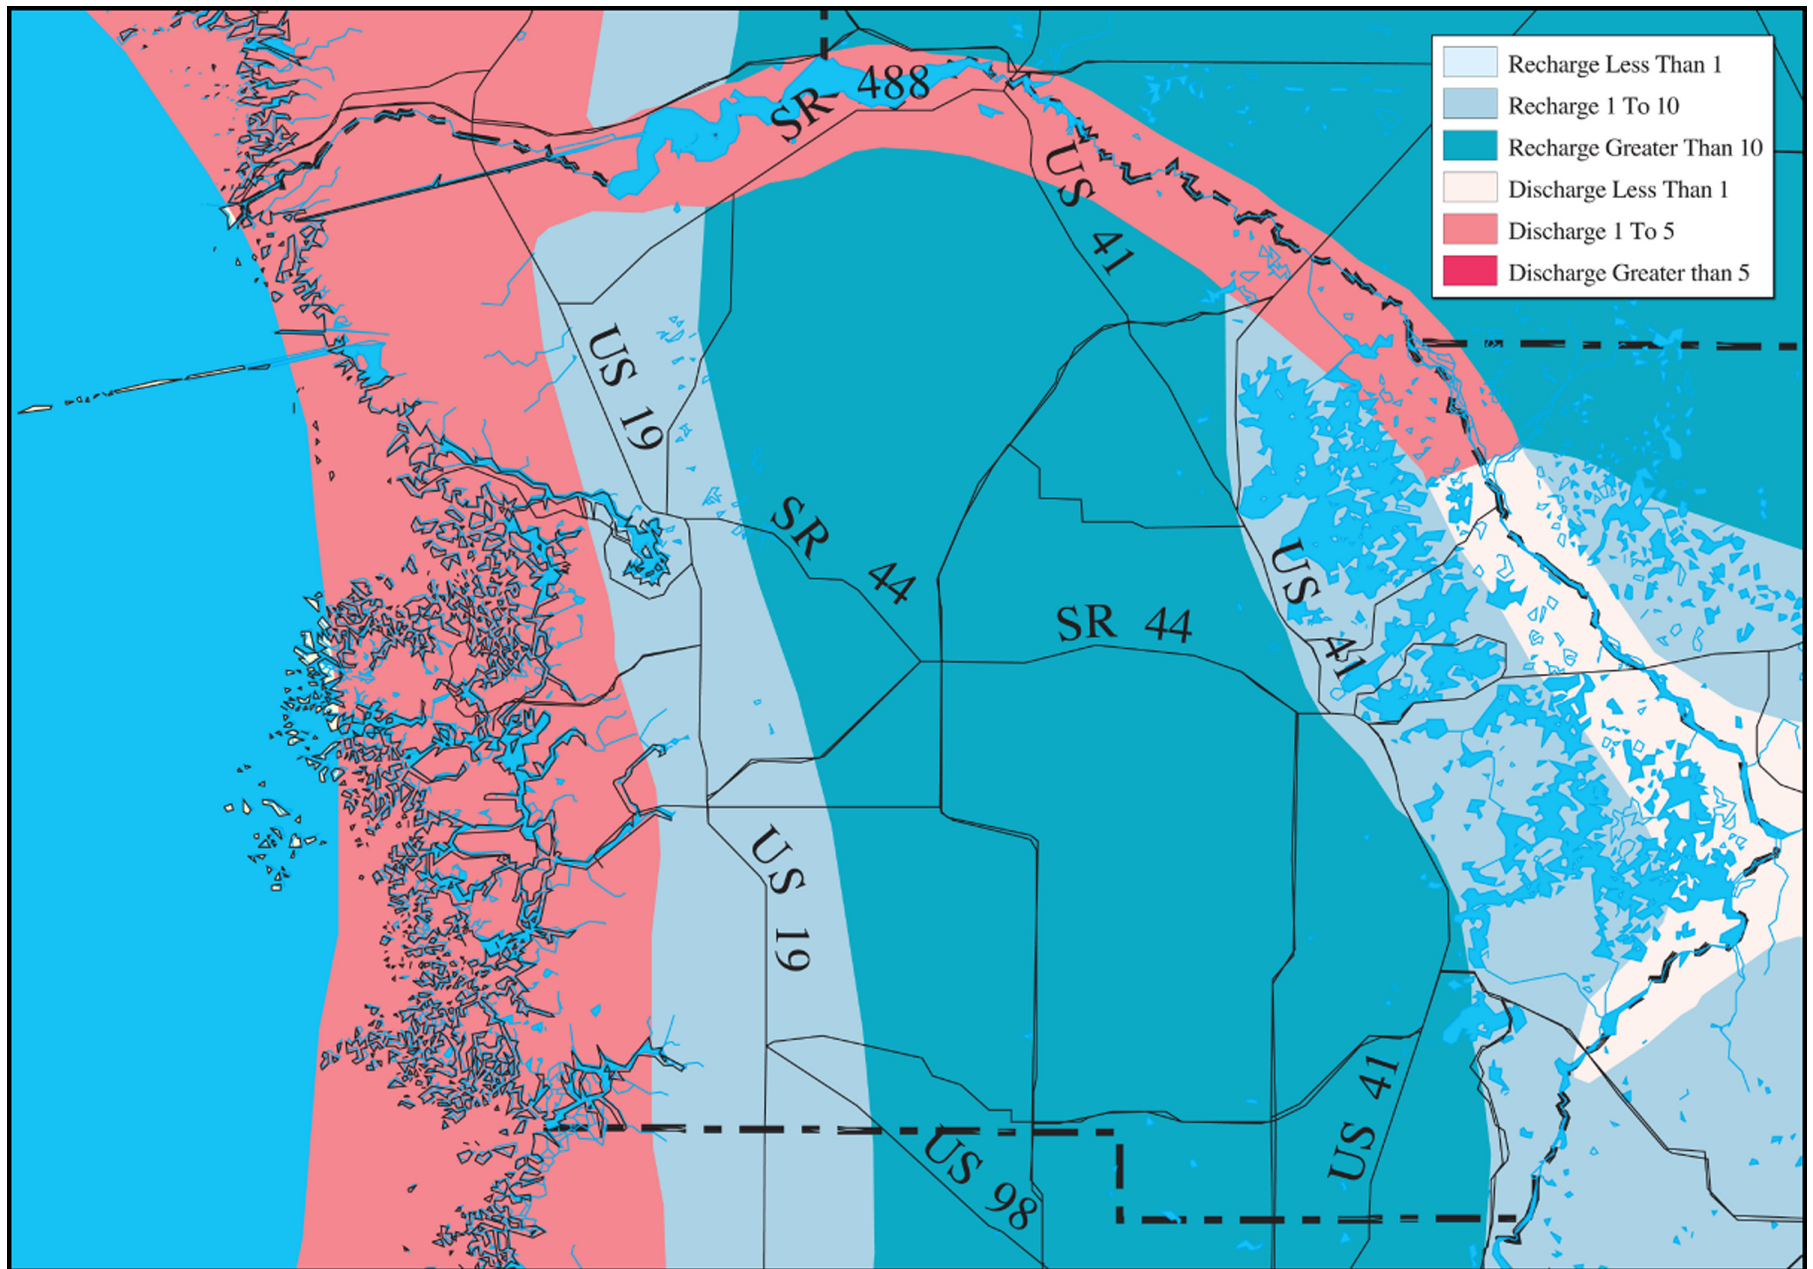 SR 488
Recharge Less Than 1
Recharge 1 To 10
Recharge Greater Than 10
Discharge Less Than 1
Discharge 1 To 5
Discharge Greater than 5
US 41
US 19
SR 44
SR 44
US 41
US 19
US 98
US 41